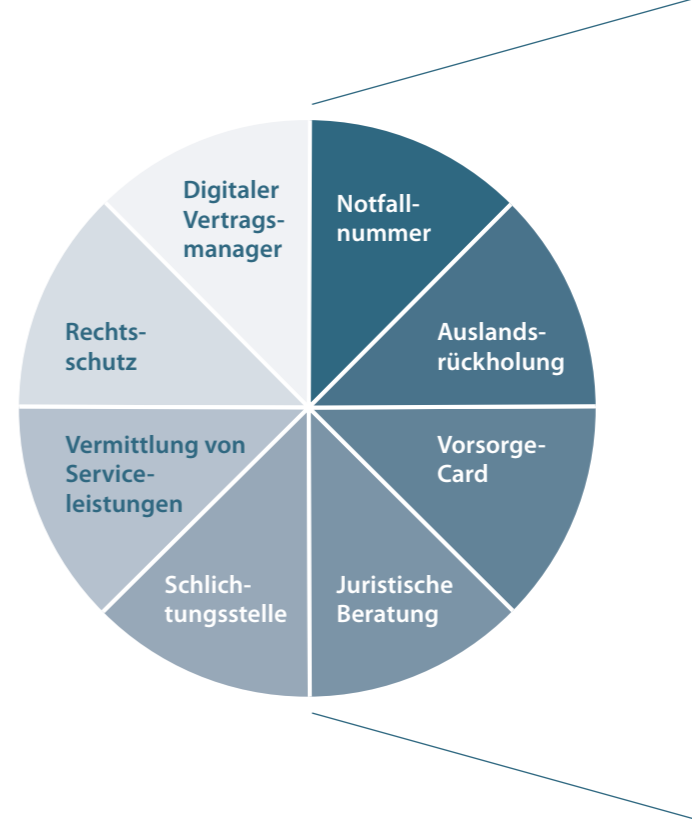 Digitaler
Vertrags-
manager
Notfall-
nummer
Auslands-
rückholung
Vorsorge-
Card
Juristische
Beratung
Schlich-
tungsstelle
Vermittlung von
Service-
leistungen
Rechts-
schutz